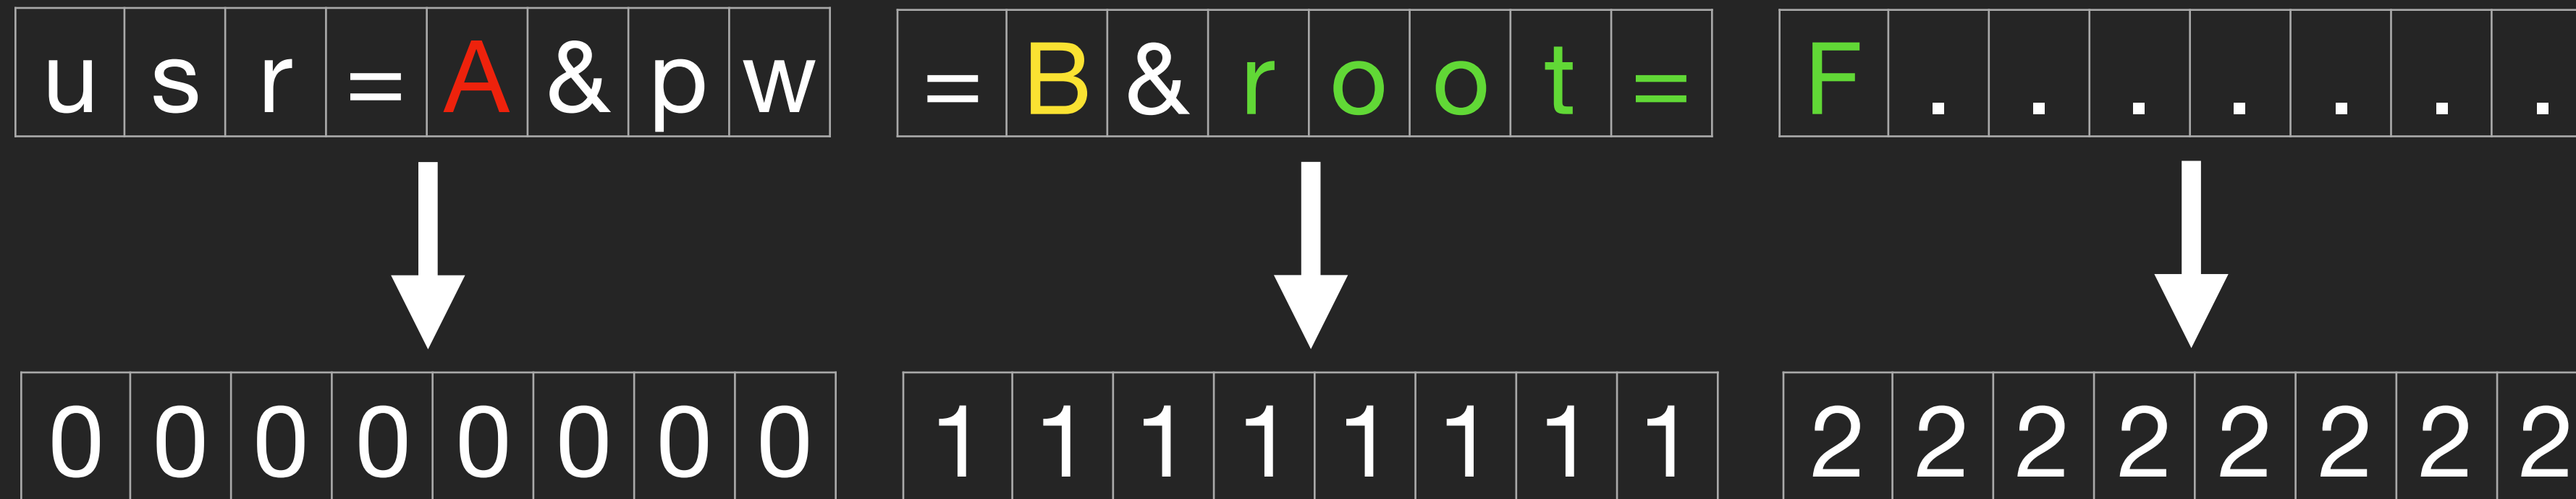 usr=A&pw =B&root= F.......
00000000 11111111 22222222